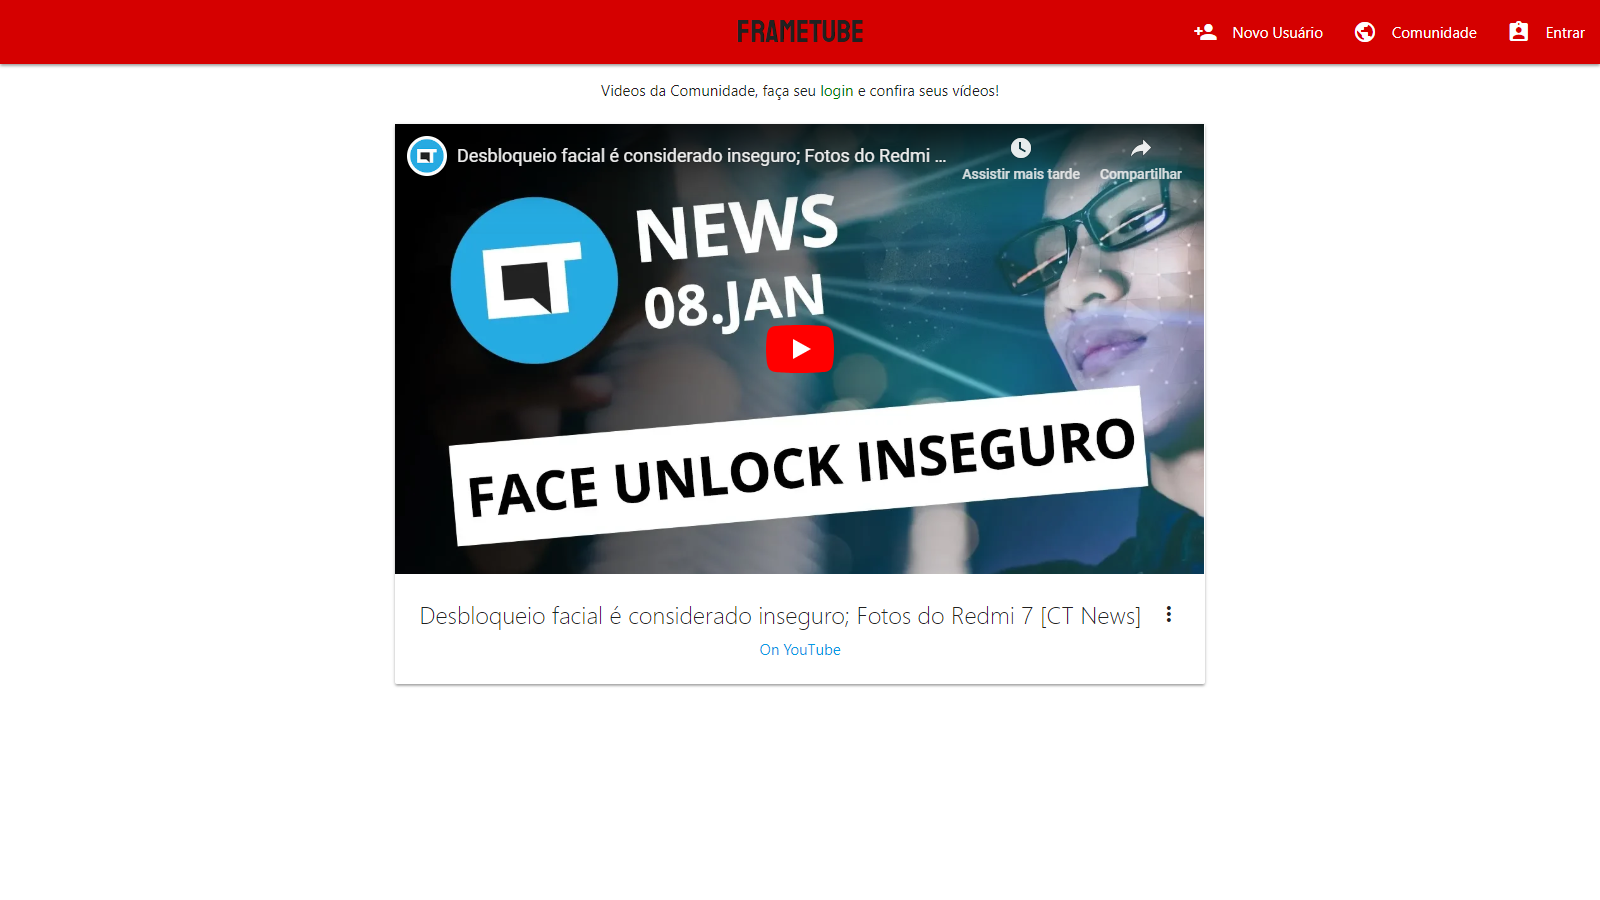 FRAMETUBE
Novo Usuário
Comunidade
Entrar
Videos da Comunidade, faça seu login e confira seus vídeos!
CT
Desbloqueio facial é considerado inseguro; Fotos do Redmi ...
Assistir mais tarde
Compartilhar
CT
NEWS
08.JAN
FACE UNLOCK INSEGURO
Desbloqueio facial é considerado inseguro; Fotos do Redmi 7 [CT News]
On YouTube